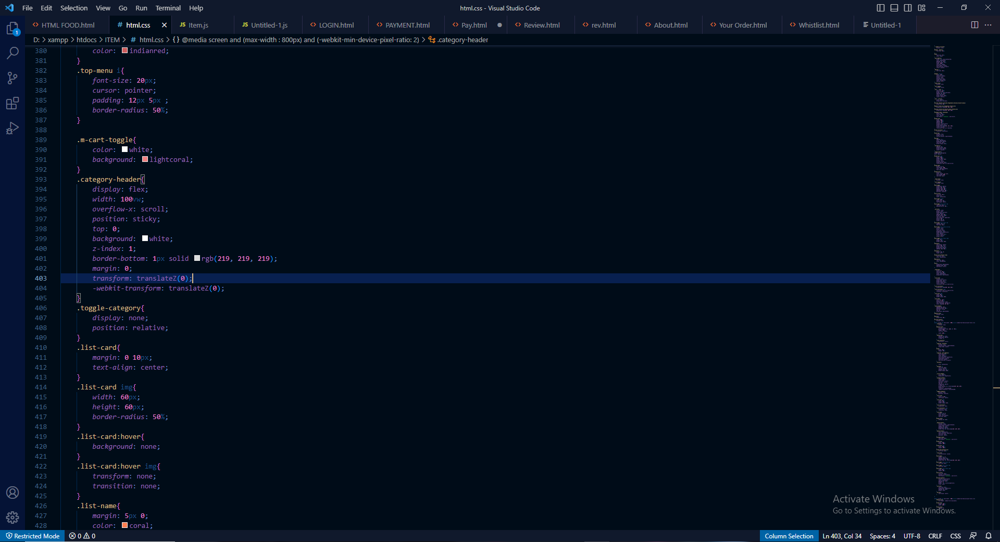 File Edit Selection View Go Run Terminal Help html.css - Visual Studio Code
HTML FOOD.html # html.css JS Item.js JS Untitled-1.js LOGIN.html PAYMENT.html Pay.html Review.html rev.html About.html Your Order.html Whistlist.html Untitled-1
D: > xampp > htdocs > ITEM > # html.css > {} @media screen and (max-width : 800px) and (-webkit-min-device-pixel-ratio: 2) > .category-header
1
380 color: indianred;
381 }
382 .top-menu i{
383 font-size: 20px;
384 cursor: pointer;
385 padding: 12px 5px ;
386 border-radius: 50%;
387 }
388
389 .m-cart-toggle{
390 color: white;
391 background: lightcoral;
392 }
393 .category-header{
394 display: flex;
395 width: 100vw;
396 overflow-x: scroll;
397 position: sticky;
398 top: 0;
399 background: white;
400 z-index: 1;
401 border-bottom: 1px solid rgb(219, 219, 219);
402 margin: 0;
403 transform: translateZ(0);
404 -webkit-transform: translateZ(0);
405 }
406 .toggle-category{
407 display: none;
408 position: relative;
409 }
410 .list-card{
411 margin: 0 10px;
412 text-align: center;
413 }
414 .list-card img{
415 width: 60px;
416 height: 60px;
417 border-radius: 50%;
418 }
419 .list-card:hover{
420 background: none;
421 }
422 .list-card:hover img{
423 transform: none;
424 transition: none;
425 }
426 .list-name{
427 margin: 5px 0;
428 color: coral;
Activate Windows
Go to Settings to activate Windows.
Restricted Mode 0 0 Column Selection Ln 403, Col 34 Spaces: 4 UTF-8 CRLF CSS